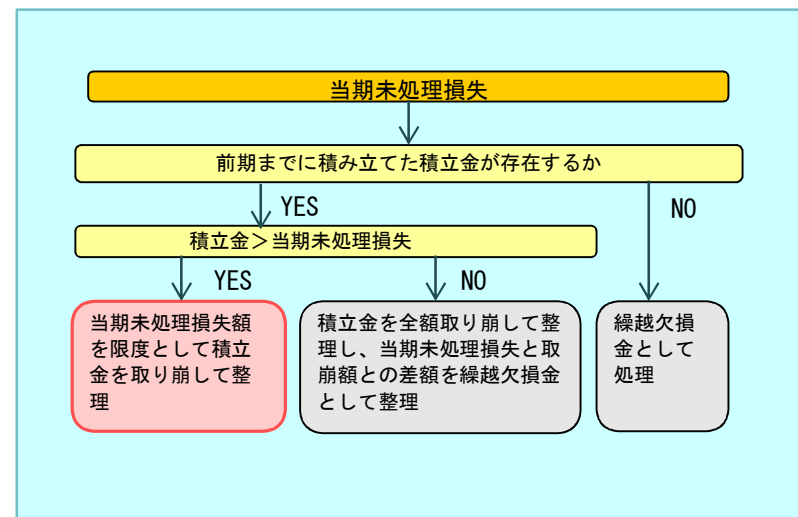 当期未処理損失
前期までに積み立てた積立金が存在するか
YES
NO
積立金＞当期未処理損失
YES
NO
当期未処理損失額
を限度として積立
金を取り崩して整
理
積立金を全額取り崩して整
理し、当期未処理損失と取
崩額との差額を繰越欠損金
として整理
繰越欠損
金として
処理